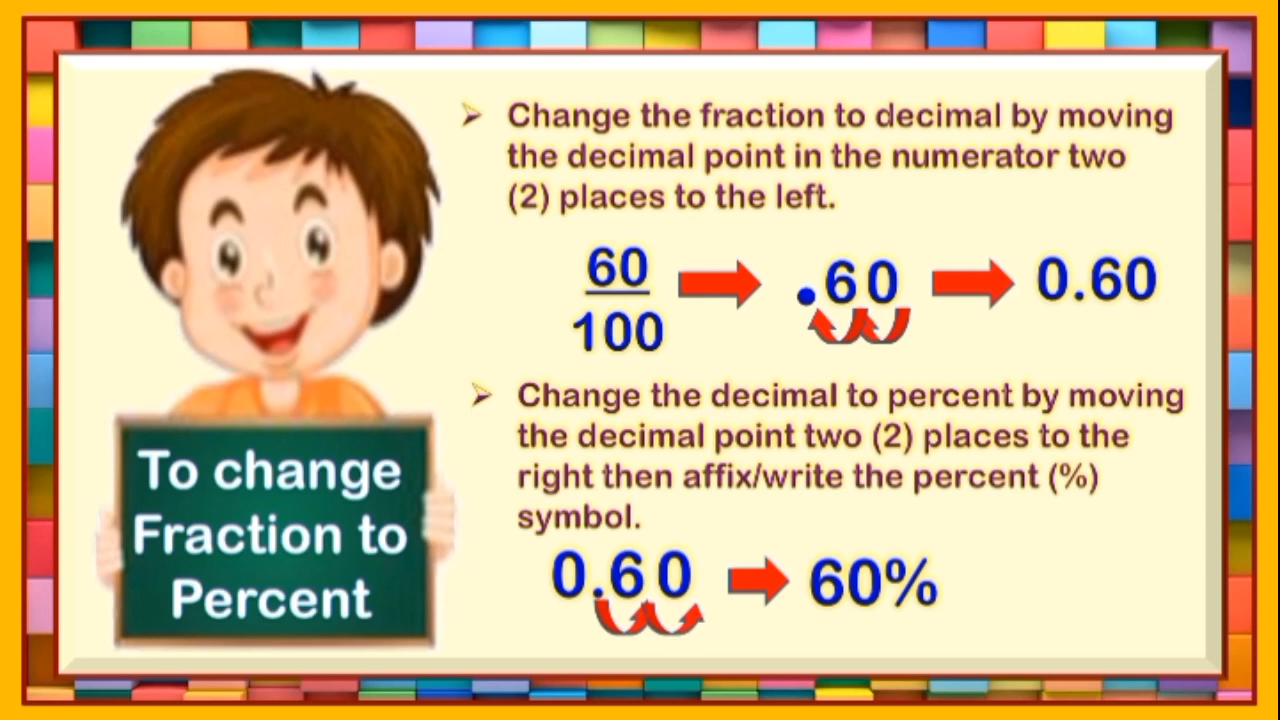 To change
Fraction to
Percent
➢ Change the fraction to decimal by moving
the decimal point in the numerator two
(2) places to the left.
60
100
.60
0.60
➢ Change the decimal to percent by moving
the decimal point two (2) places to the
right then affix/write the percent (%)
symbol.
0.60
60%